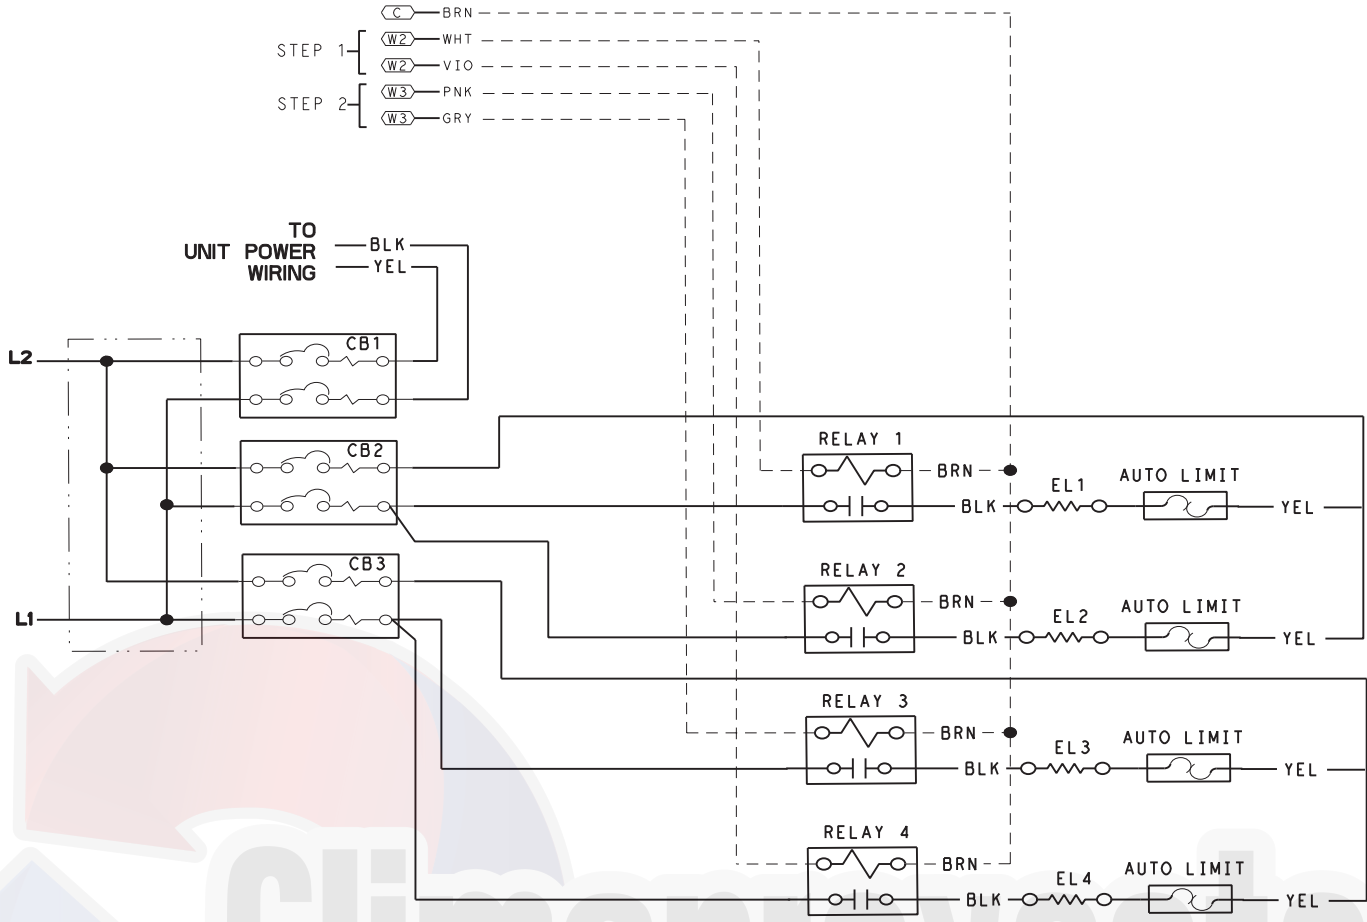 C BRN
STEP 1 W2 WHT
W2 VIO
STEP 2 W3 PNK
W3 GRY
TO
UNIT POWER
WIRING
BLK
YEL
L2
CB1
CB2
CB3
L1
RELAY 1
BRN
BLK
EL1
AUTO LIMIT
YEL
RELAY 2
BRN
BLK
EL2
AUTO LIMIT
YEL
RELAY 3
BRN
BLK
EL3
AUTO LIMIT
YEL
RELAY 4
BRN
BLK
EL4
AUTO LIMIT
YEL